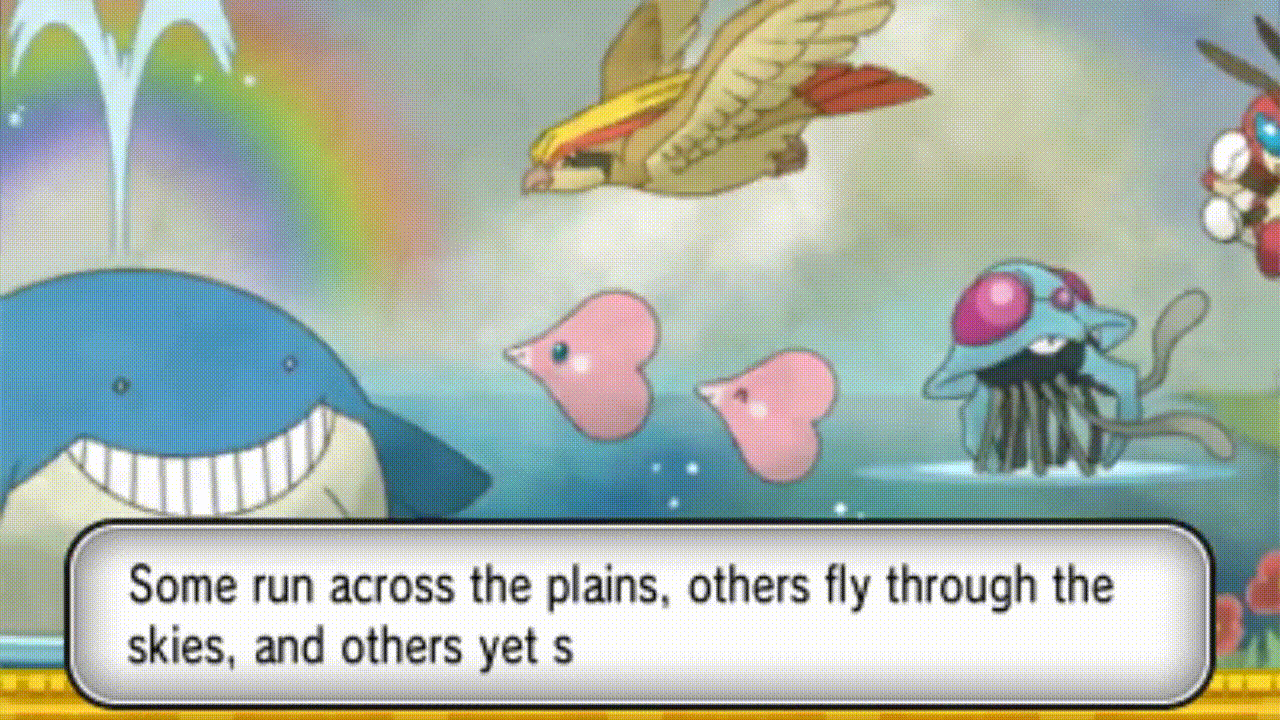 Some run across the plains, others fly through the
skies, and others yet s